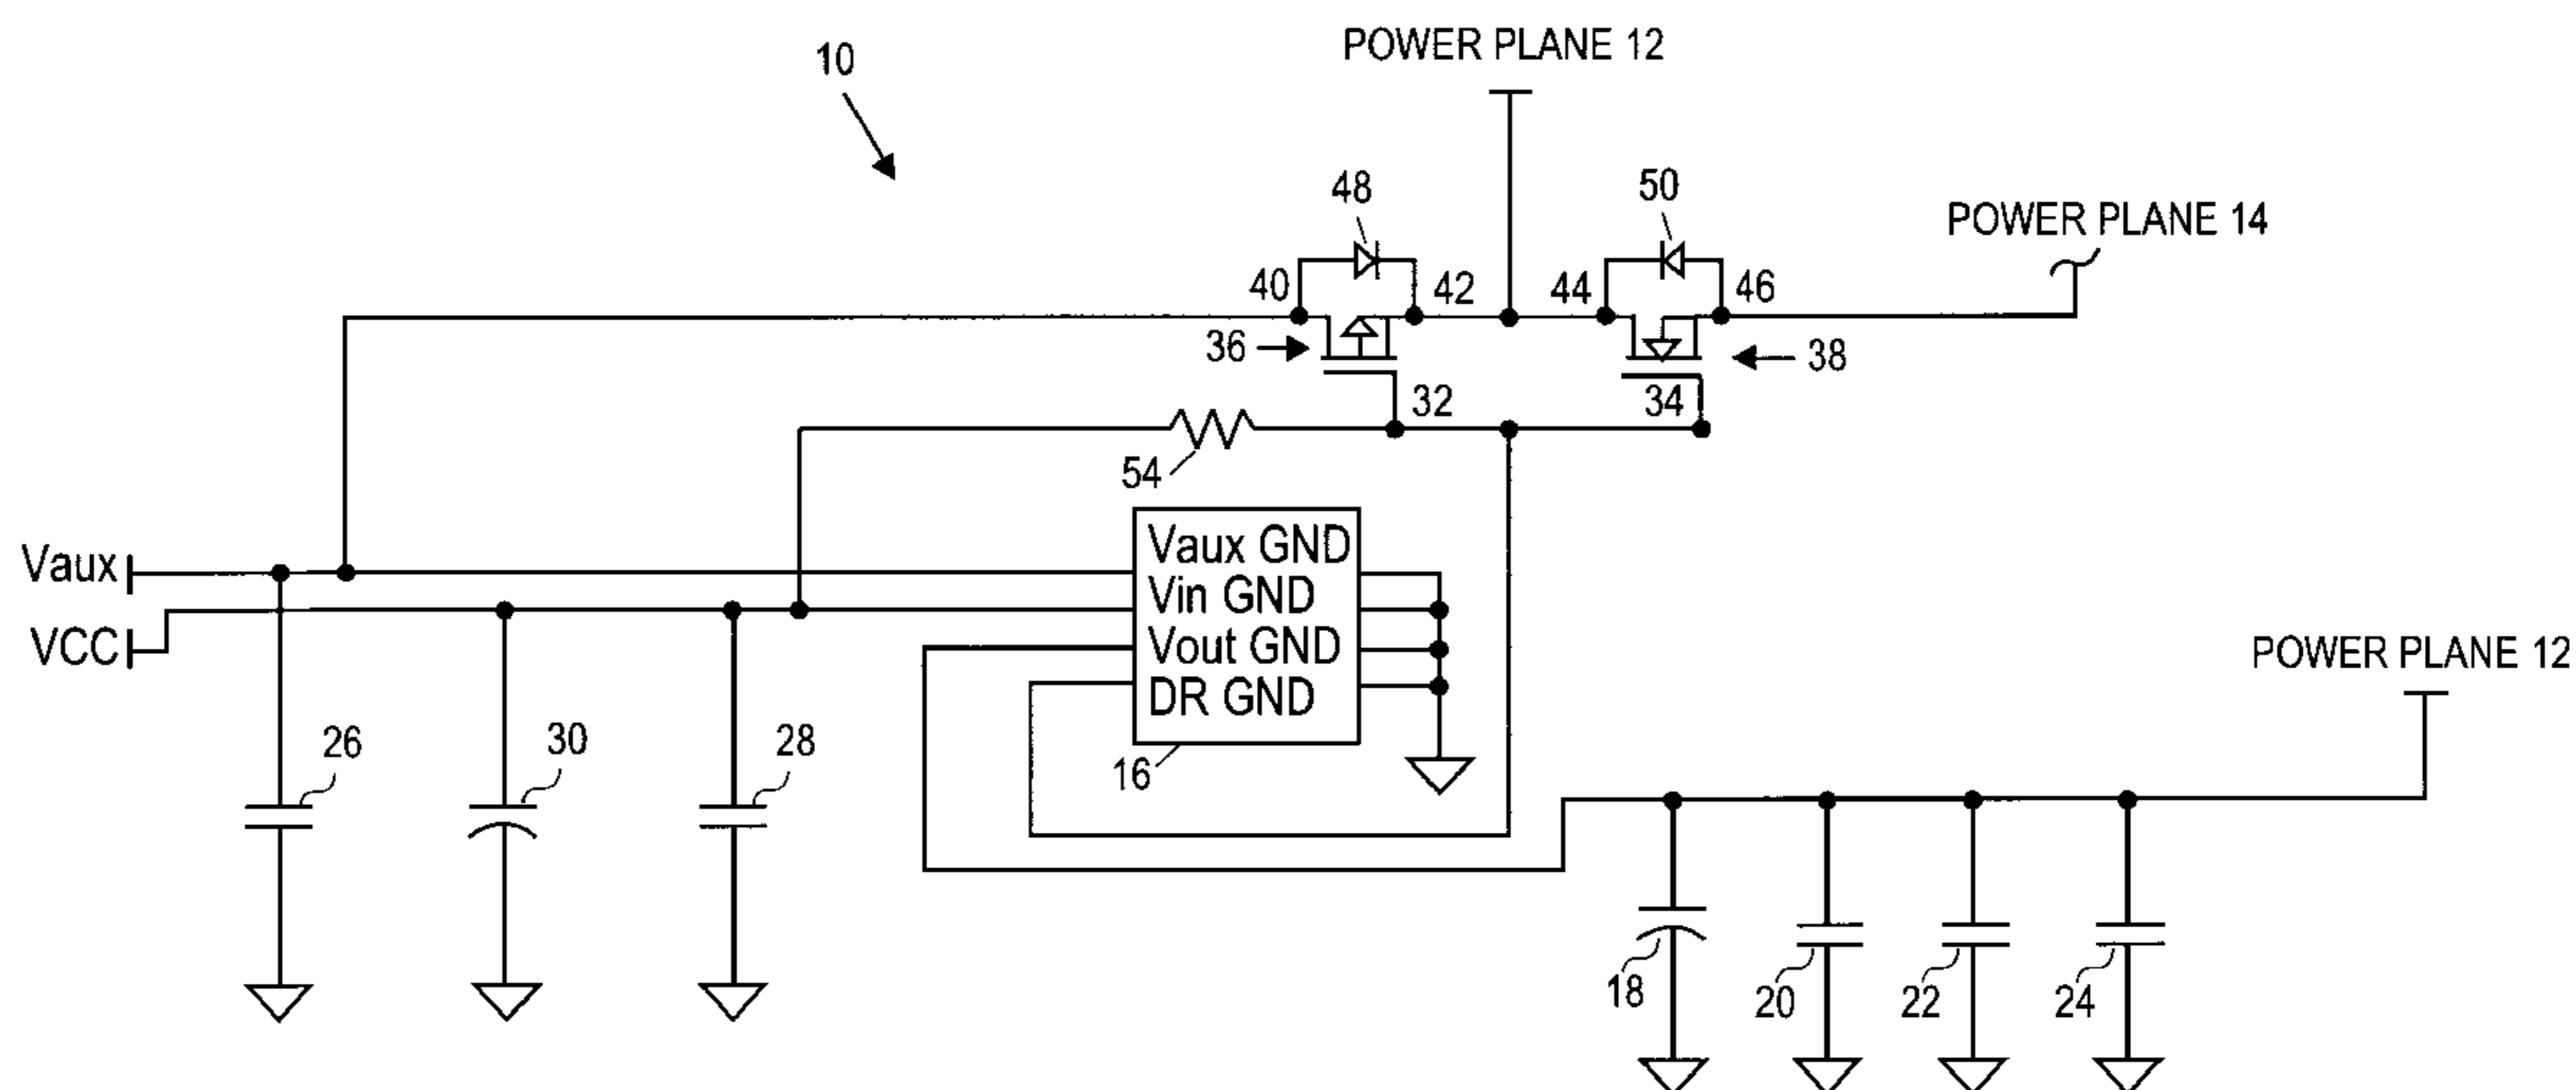 POWER PLANE 12
10
48
50
POWER PLANE 14
40
42
44
46
36
38
32
34
54
Vaux
VCC
Vaux GND
Vin GND
Vout GND
DR GND
16
POWER PLANE 12
26
30
28
18
20
22
24